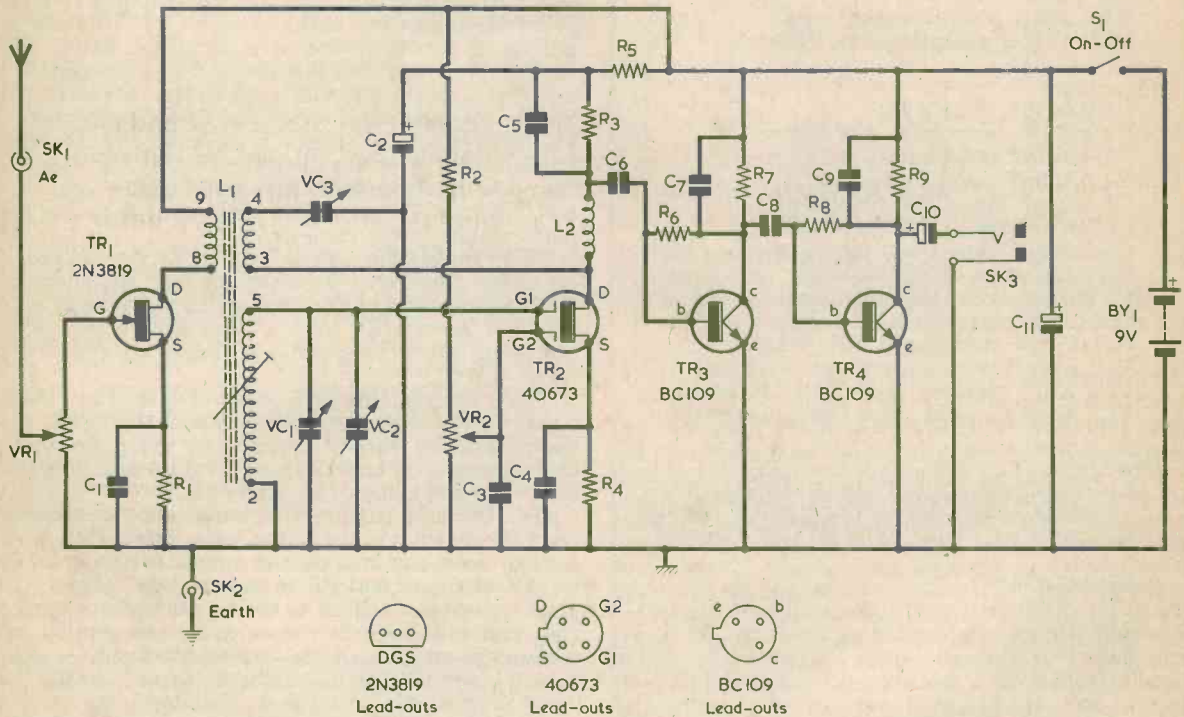 S1
On-Off
R5
C5
R3
C2
R2
SK1
Ae
L1
VC3
9
4
8
3
C6
C7
R7
C9
R9
C8
R6
R8
C10
+
L2
SK3
TR1
2N3819
D
G
S
5
G1
D
G2
S
TR2
40673
b
c
e
TR3
BC109
b
c
e
TR4
BC109
C11
+
BY1
9V
+
VR1
C1
R1
VC1
VC2
2
VR2
C3
C4
R4
SK2
Earth
DGS
2N3819
Lead-outs
D G2
S G1
40673
Lead-outs
e b
c
BC109
Lead-outs